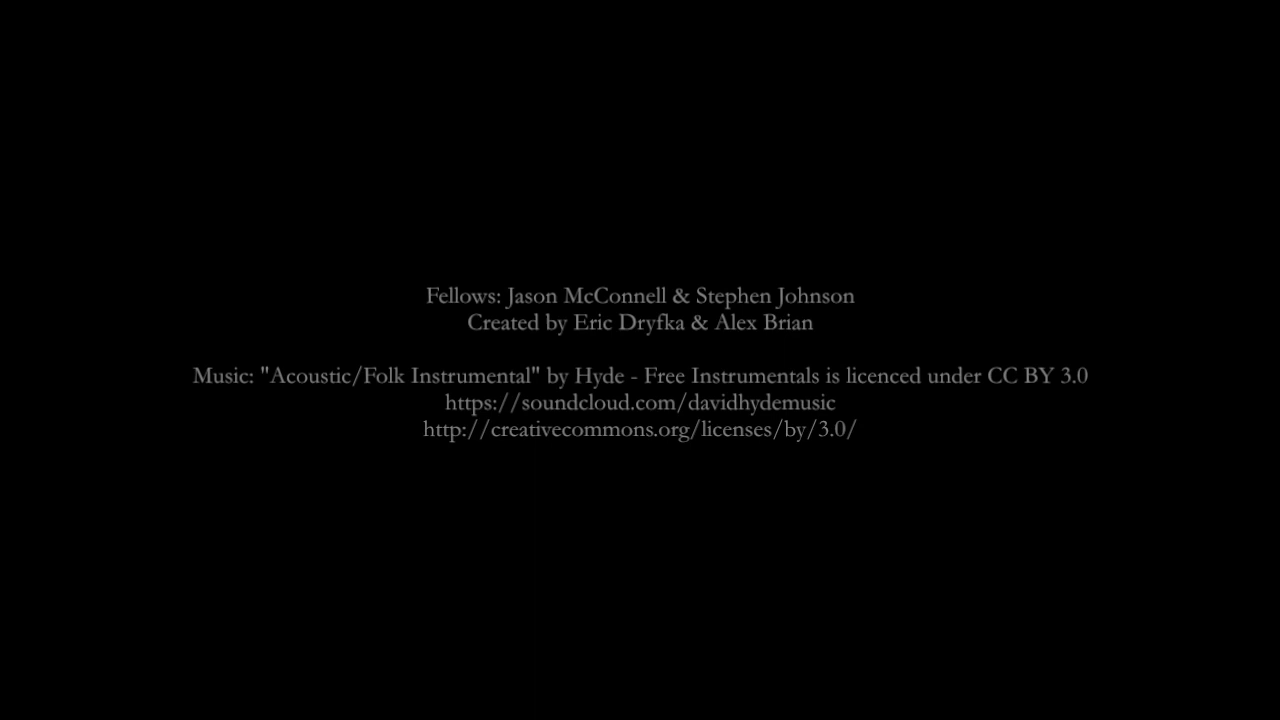 Fellows: Jason McConnell & Stephen Johnson
Created by Eric Dryfka & Alex Brian
Music: "Acoustic/Folk Instrumental" by Hyde - Free Instrumentals is licenced under CC BY 3.0
https://soundcloud.com/davidhydemusic
http://creativecommons.org/licenses/by/3.0/